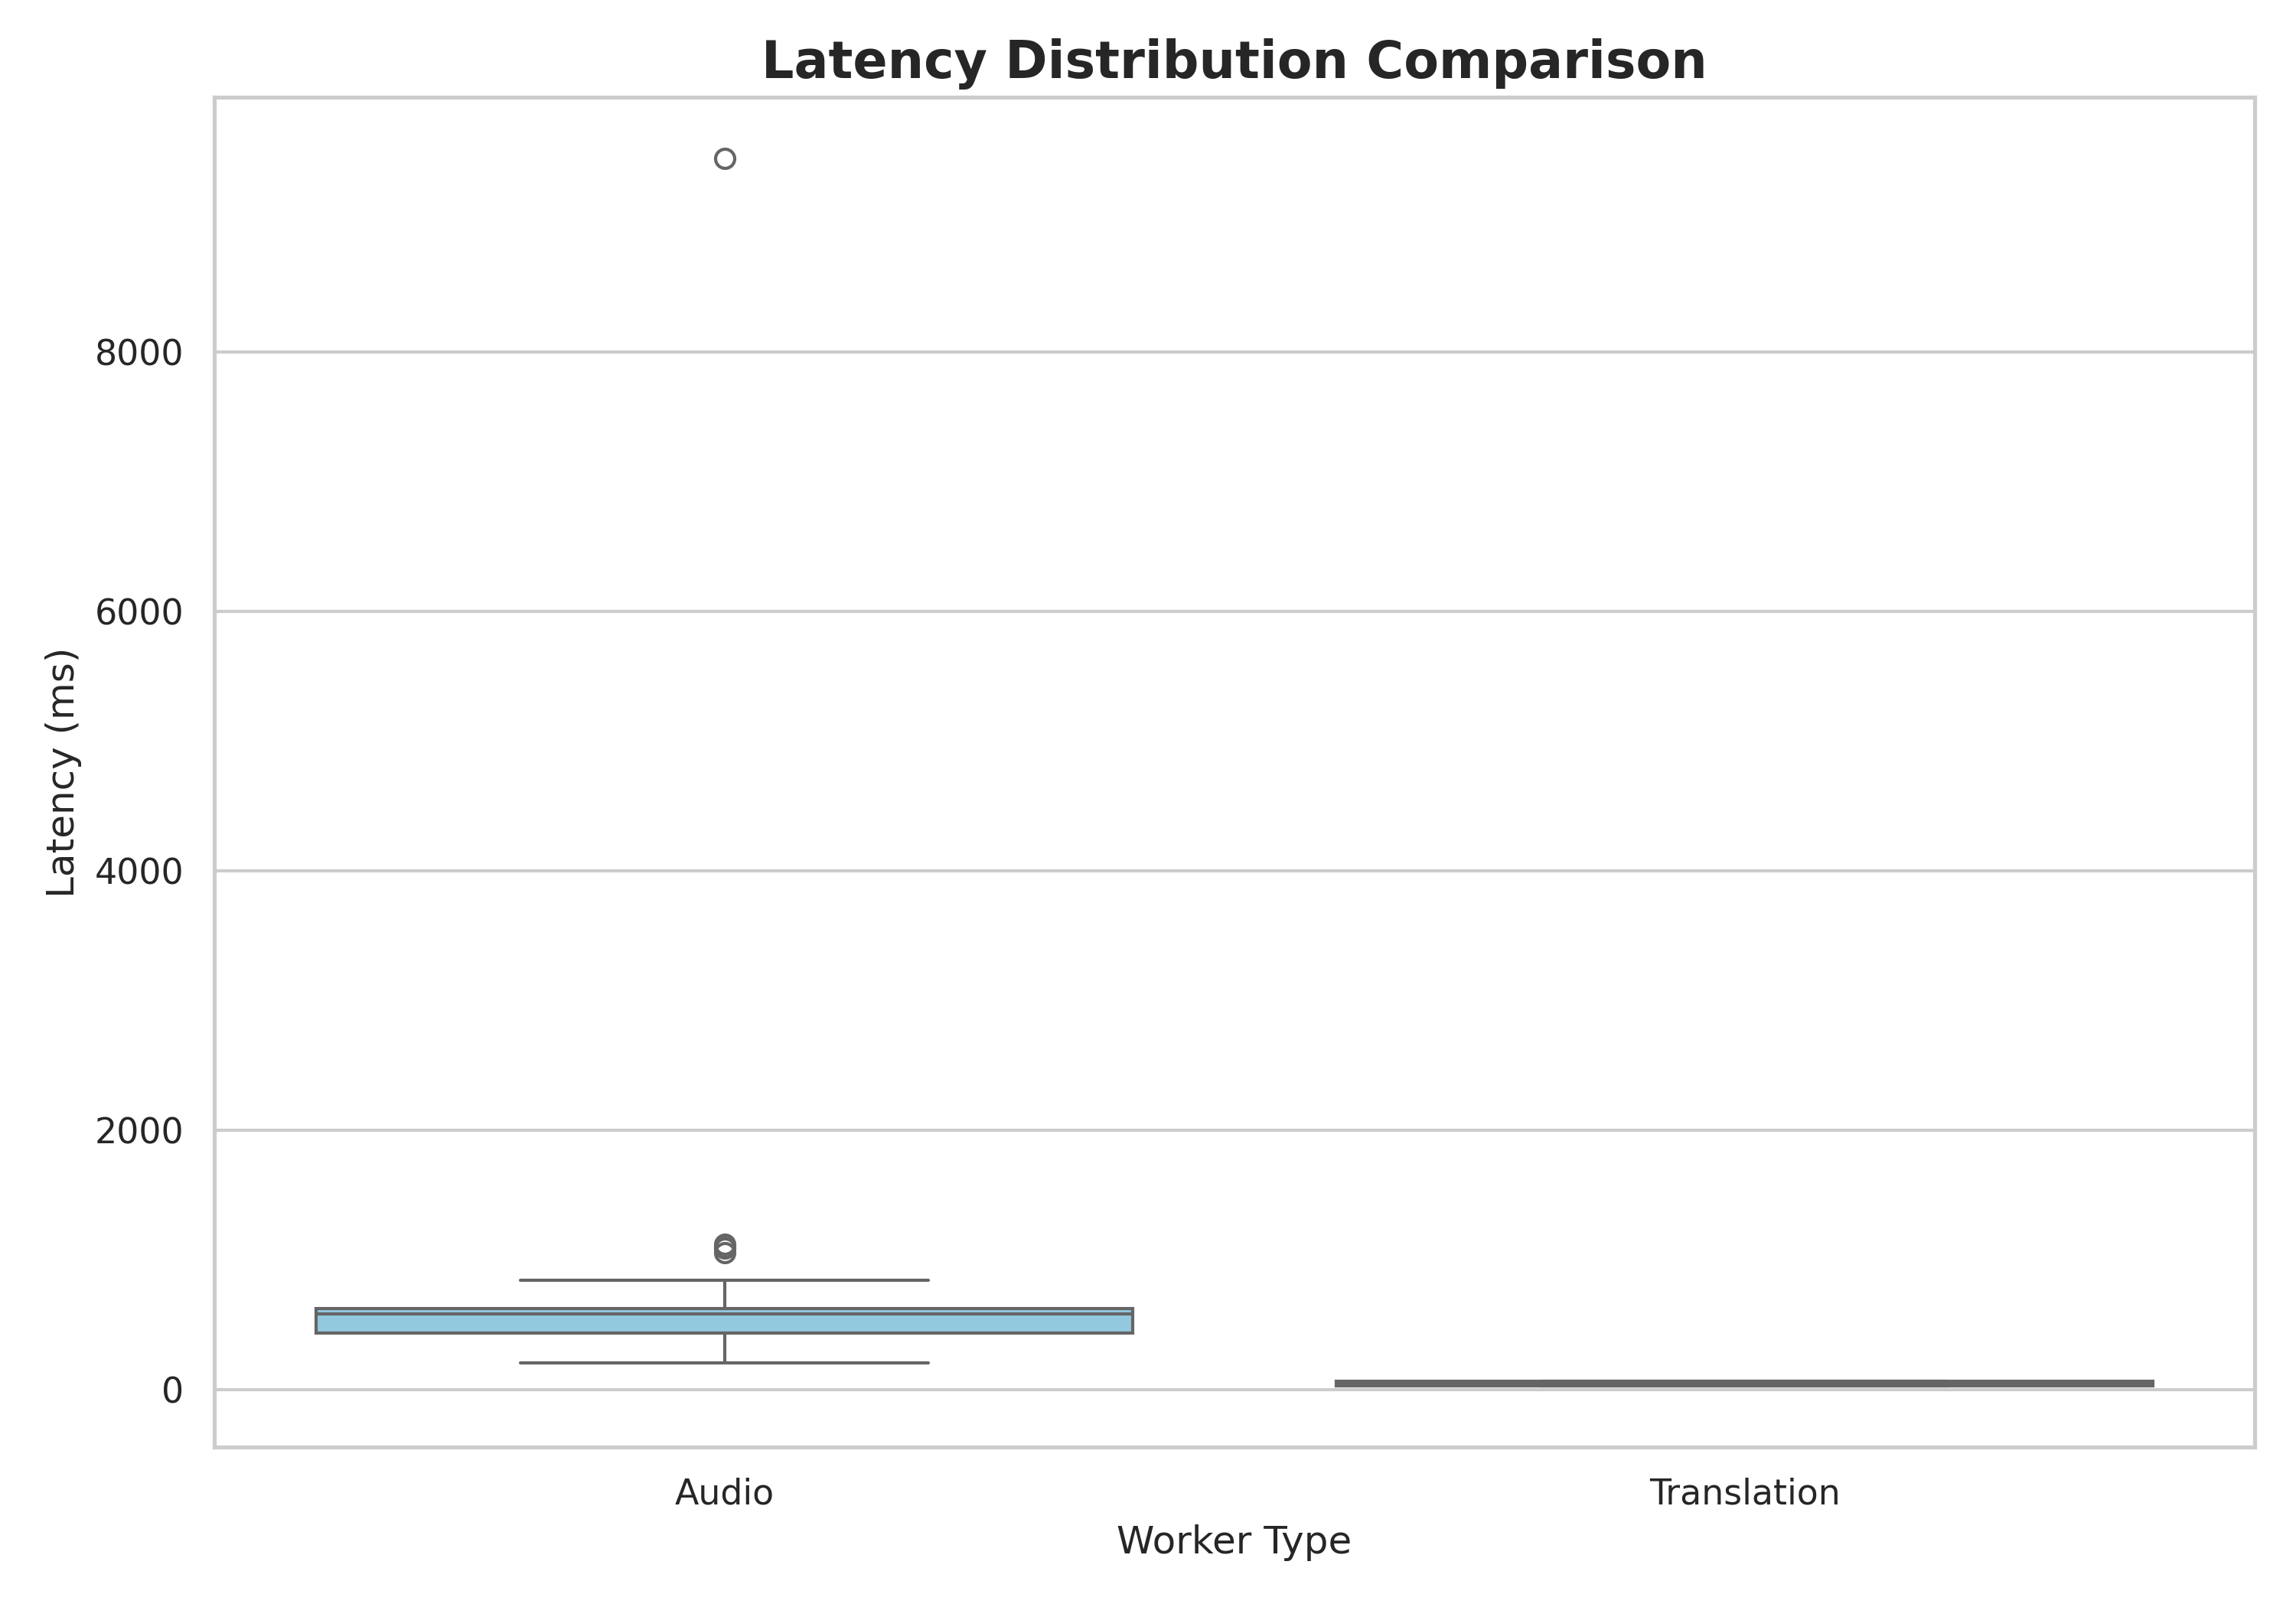 Latency Distribution Comparison
Latency (ms)
8000
6000
4000
2000
0
Audio
Translation
Worker Type